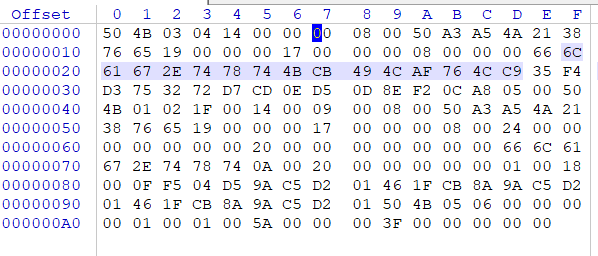 Offset 0 1 2 3 4 5 6 7 8 9 A B C D E F
00000000 50 4B 03 04 14 00 00 00 08 00 50 A3 A5 4A 21 38
00000010 76 65 19 00 00 00 17 00 00 00 08 00 00 00 66 6C
00000020 61 67 2E 74 78 74 4B CB 49 4C AF 76 4C C9 35 F4
00000030 D3 75 32 72 D7 CD 0E D5 0D 8E F2 0C A8 05 00 50
00000040 4B 01 02 1F 00 14 00 09 00 08 00 50 A3 A5 4A 21
00000050 38 76 65 19 00 00 00 17 00 00 00 08 00 24 00 00
00000060 00 00 00 00 00 20 00 00 00 00 00 00 00 66 6C 61
00000070 67 2E 74 78 74 0A 00 20 00 00 00 00 00 01 00 18
00000080 00 0F F5 04 D5 9A C5 D2 01 46 1F CB 8A 9A C5 D2
00000090 01 46 1F CB 8A 9A C5 D2 01 50 4B 05 06 00 00 00
000000A0 00 01 00 01 00 5A 00 00 00 3F 00 00 00 00 00